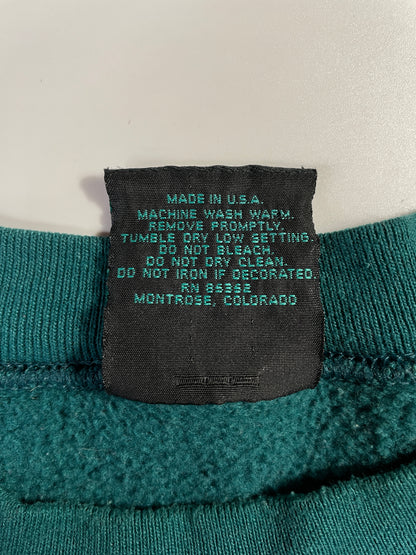 MADE IN U.S.A.
MACHINE WASH WARM.
REMOVE PROMPTLY.
TUMBLE DRY LOW SETTING.
DO NOT BLEACH.
DO NOT DRY CLEAN.
DO NOT IRON IF DECORATED.
RN 85352
MONTROSE, COLORADO